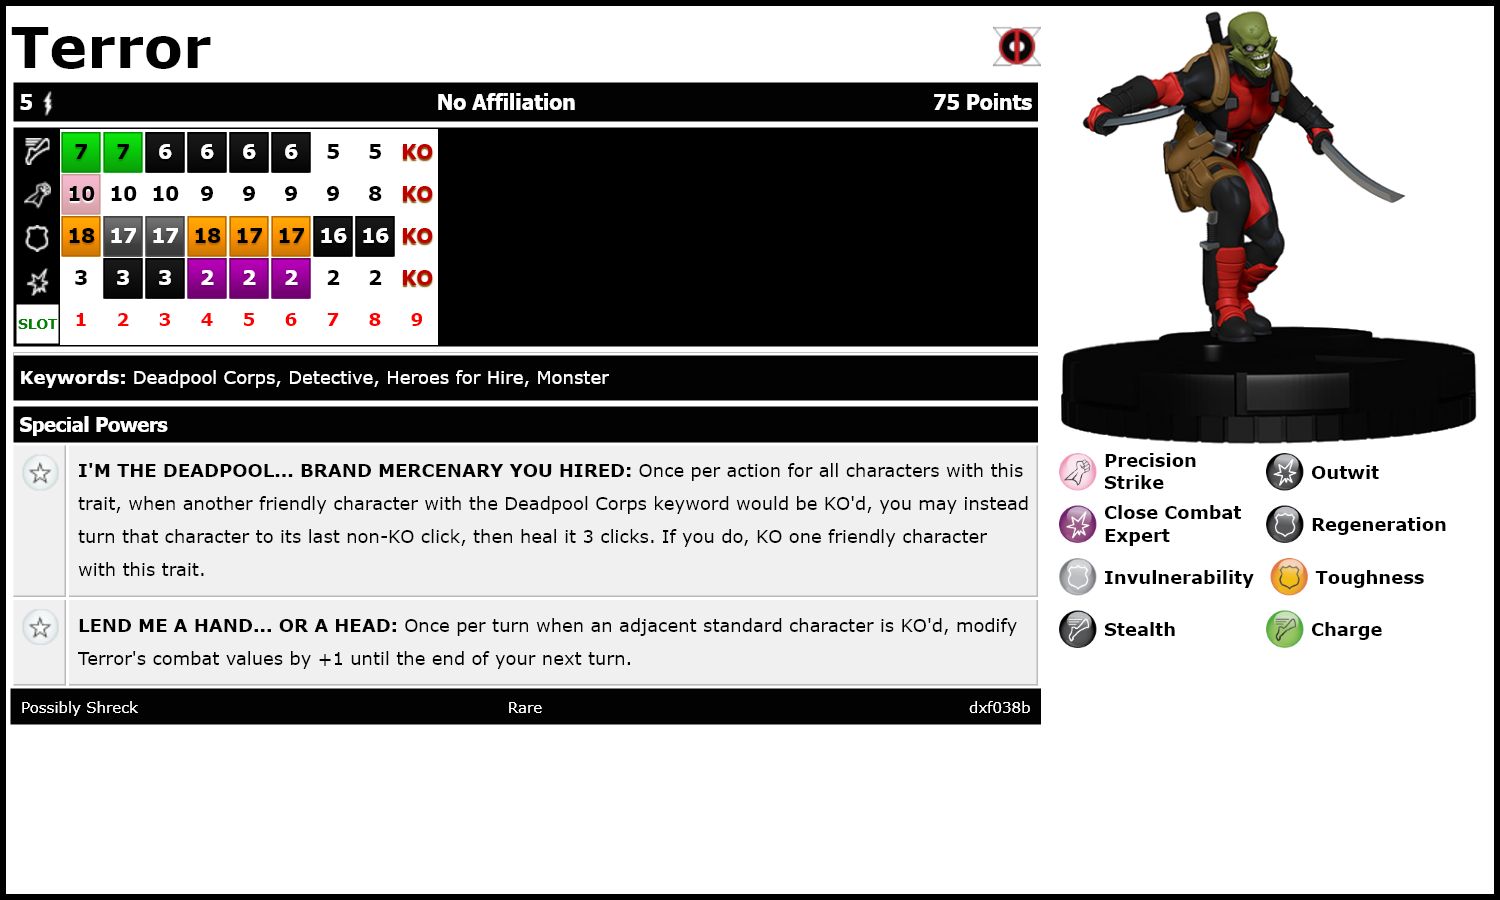 Terror
5 No Affiliation 75 Points
7 7 6 6 6 6 5 5 KO
10 10 10 9 9 9 9 8 KO
18 17 17 18 17 17 16 16 KO
3 3 3 2 2 2 2 2 KO
SLOT 1 2 3 4 5 6 7 8 9
Keywords: Deadpool Corps, Detective, Heroes for Hire, Monster
Special Powers
I'M THE DEADPOOL... BRAND MERCENARY YOU HIRED: Once per action for all characters with this
trait, when another friendly character with the Deadpool Corps keyword would be KO'd, you may instead
turn that character to its last non-KO click, then heal it 3 clicks. If you do, KO one friendly character
with this trait.
LEND ME A HAND... OR A HEAD: Once per turn when an adjacent standard character is KO'd, modify
Terror's combat values by +1 until the end of your next turn.
Possibly Shreck Rare dxf038b
Precision
Strike
Outwit
Close Combat
Expert
Regeneration
Invulnerability
Toughness
Stealth
Charge